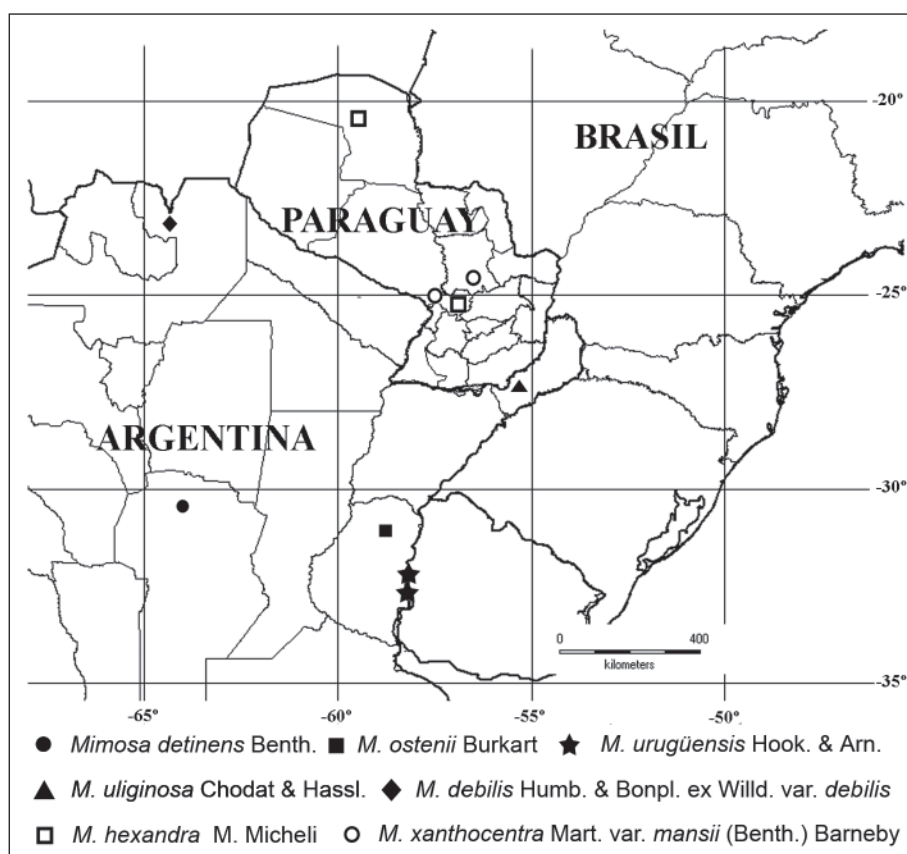 -20º
BRASIL
PARAGUAY
-25º
ARGENTINA
-30º
0 400
kilometers
-35º
-65º -60º -55º -50º
Mimosa detinens Benth. M. ostenii Burkart M. urugüensis Hook. & Arn.
M. uliginosa Chodat & Hassl. M. debilis Humb. & Bonpl. ex Willd. var. debilis
M. hexandra M. Micheli M. xanthocentra Mart. var. mansii (Benth.) Barneby